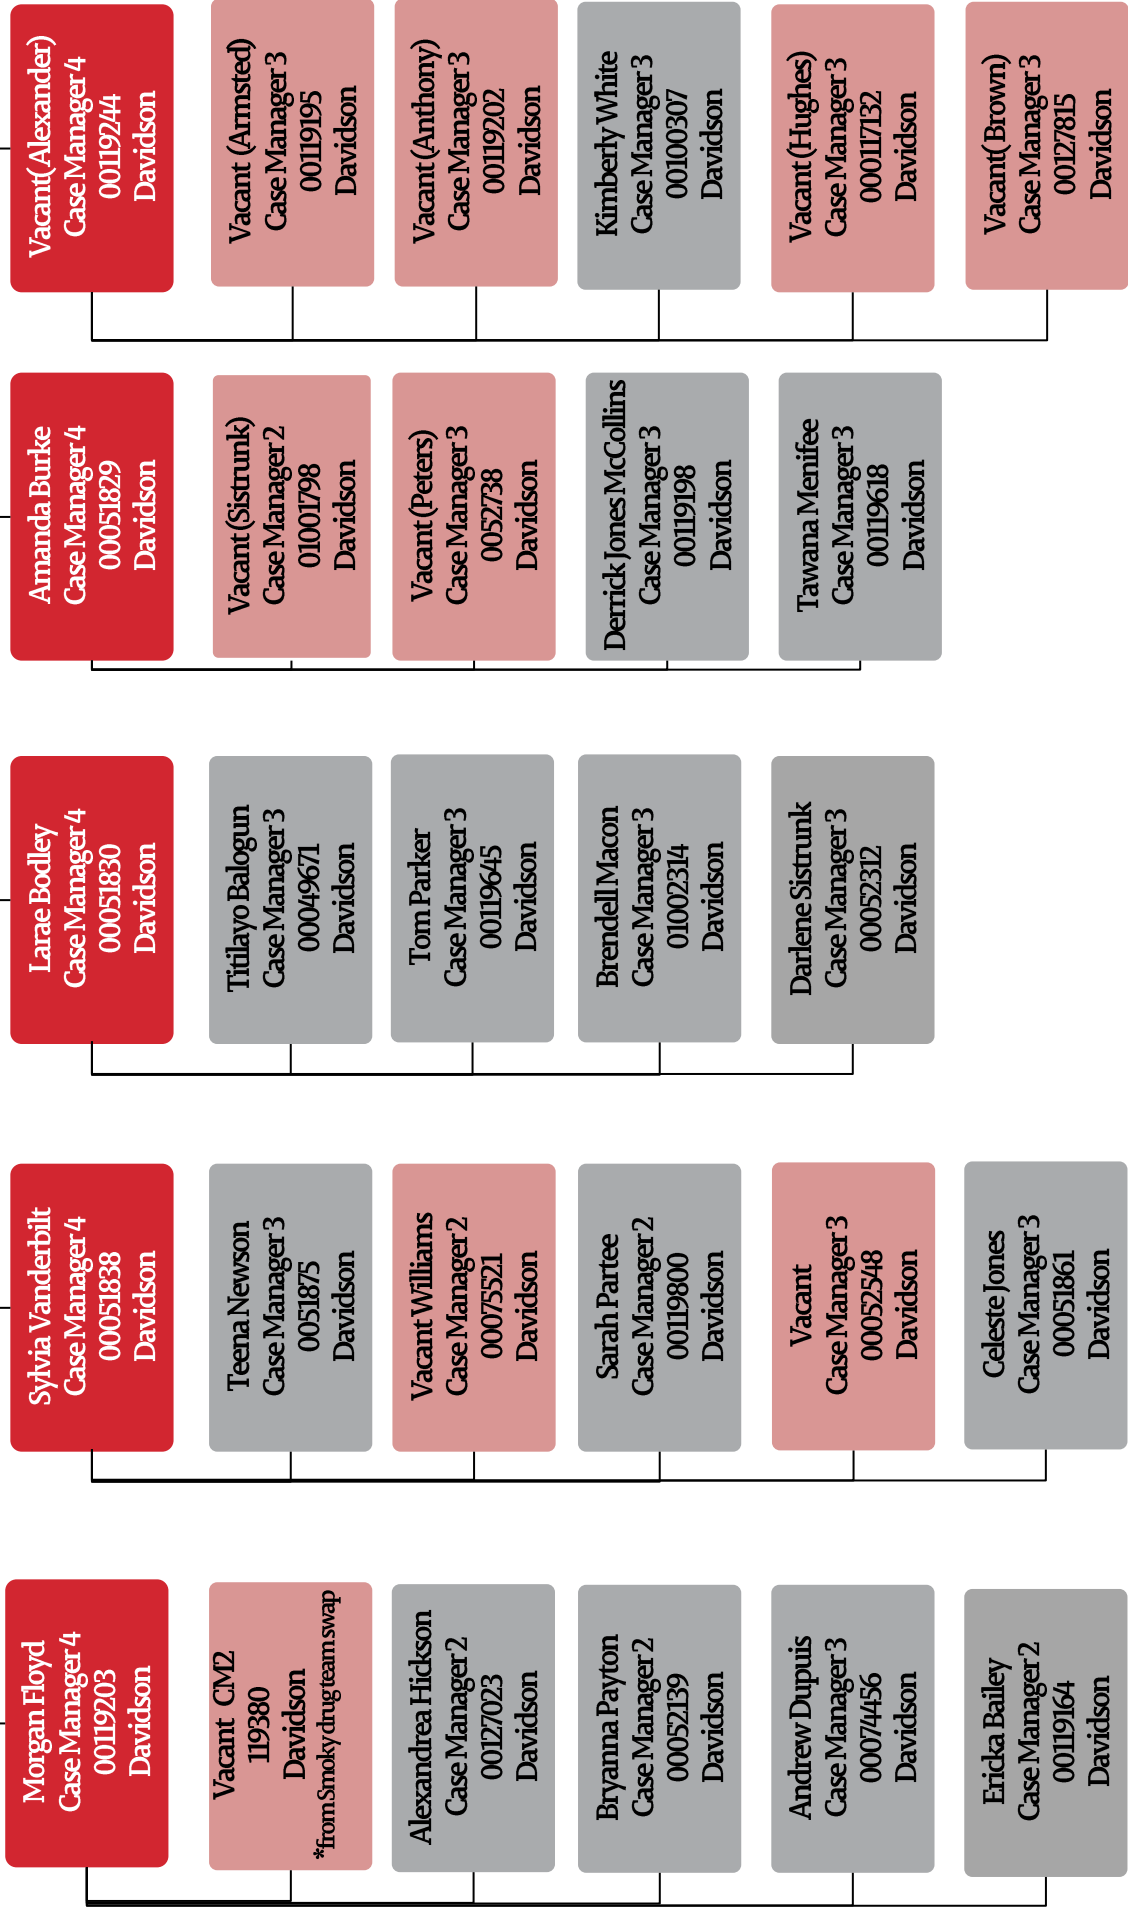 Morgan Floyd
Case Manager 4
00119203
Davidson
Vacant CM2
119380
Davidson
*from Smoky drug team swap
Alexandrea Hickson
Case Manager 2
00127023
Davidson
Bryanna Payton
Case Manager 2
00052139
Davidson
Andrew Dupuis
Case Manager 3
00074456
Davidson
Ericka Bailey
Case Manager 2
00119164
Davidson
Sylvia Vanderbilt
Case Manager 4
00051838
Davidson
Teena Newson
Case Manager 3
0051875
Davidson
Vacant Williams
Case Manager 2
00075521
Davidson
Sarah Partee
Case Manager 2
00119800
Davidson
Vacant
Case Manager 3
00052548
Davidson
Celeste Jones
Case Manager 3
00051861
Davidson
Larae Bodley
Case Manager 4
00051830
Davidson
Titilayo Balogun
Case Manager 3
00049671
Davidson
Tom Parker
Case Manager 3
00119645
Davidson
Brendell Macon
Case Manager 3
01002314
Davidson
Darlene Sistrunk
Case Manager 3
00052312
Davidson
Amanda Burke
Case Manager 4
00051829
Davidson
Vacant (Sistrunk)
Case Manager 2
01001798
Davidson
Vacant (Peters)
Case Manager 3
0052738
Davidson
Derrick Jones McCollins
Case Manager 3
00119198
Davidson
Tawana Menifee
Case Manager 3
00119618
Davidson
Vacant(Alexander)
Case Manager 4
00119244
Davidson
Vacant (Armsted)
Case Manager 3
00119195
Davidson
Vacant (Anthony)
Case Manager 3
00119202
Davidson
Kimberly White
Case Manager 3
00100307
Davidson
Vacant (Hughes)
Case Manager 3
000117132
Davidson
Vacant( Brown)
Case Manager 3
00127815
Davidson